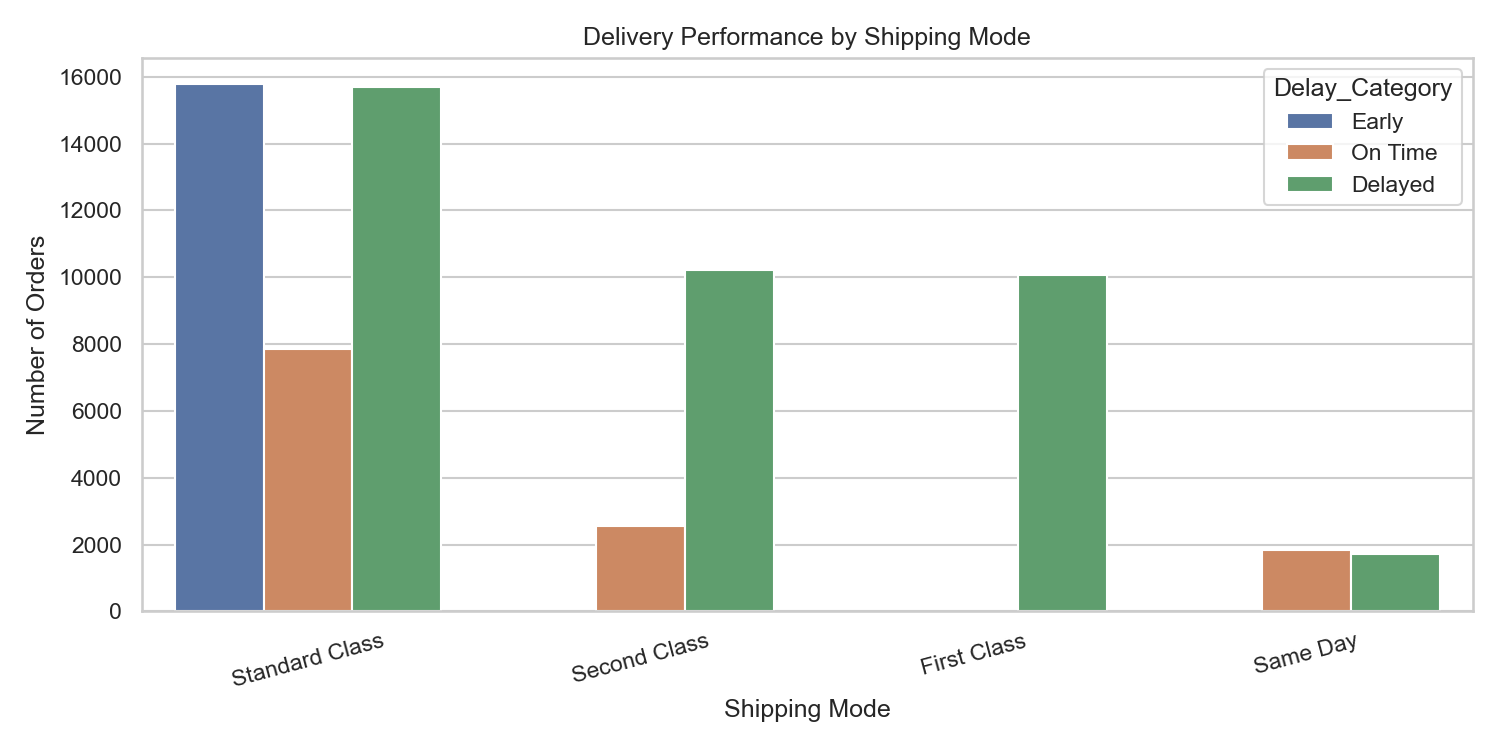 Delivery Performance by Shipping Mode
Delay_Category
Early
On Time
Delayed
Number of Orders
16000
14000
12000
10000
8000
6000
4000
2000
0
Standard Class
Second Class
First Class
Same Day
Shipping Mode